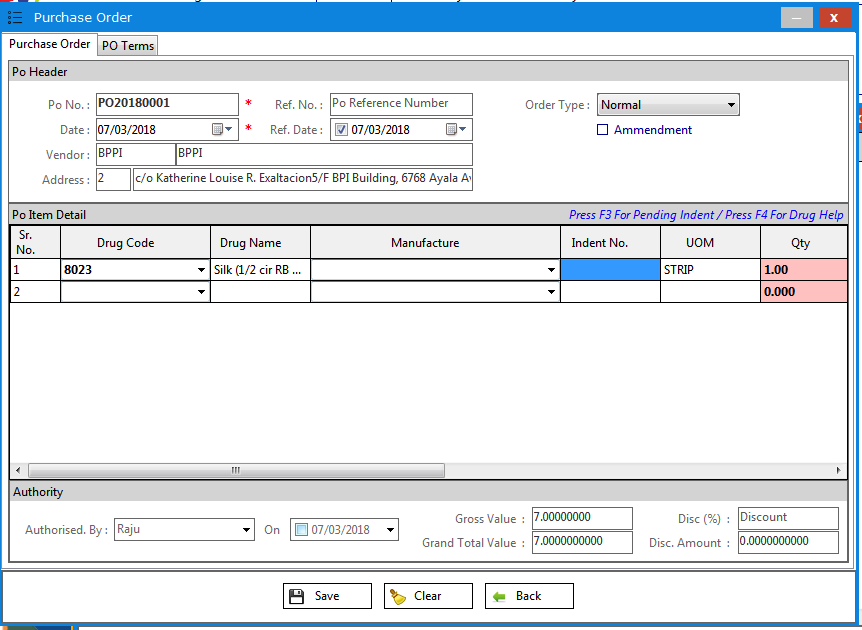 Purchase Order
X
Purchase Order PO Terms
Po Header
Po No. : PO20180001 * Ref. No. : Po Reference Number Order Type : Normal
Date : 07/03/2018 * Ref. Date : 07/03/2018 Ammendment
Vendor : BPPI BPPI
Address : 2 c/o Katherine Louise R. Exaltacion5/F BPI Building, 6768 Ayala Av
Po Item Detail Press F3 For Pending Indent / Press F4 For Drug Help
Sr. No. Drug Code Drug Name Manufacture Indent No. UOM Qty
1 8023 Silk (1/2 cir RB ... STRIP 1.00
2 0.000
Authority
Authorised. By : Raju On 07/03/2018
Gross Value : 7.00000000 Disc (%) : Discount
Grand Total Value : 7.0000000000 Disc. Amount : 0.0000000000
Save Clear Back